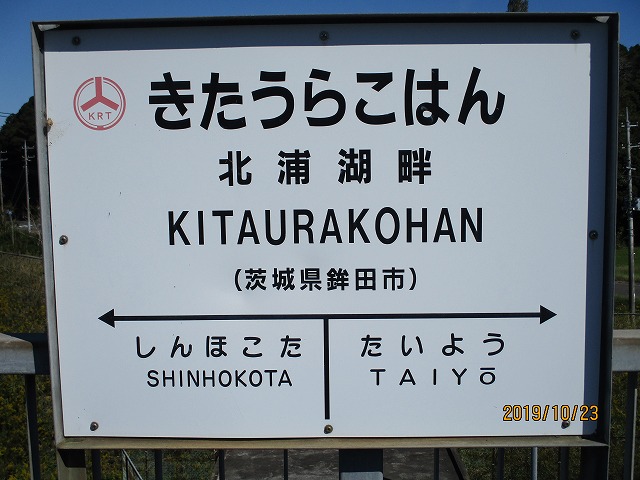 KRT
きたうらこはん
北浦湖畔
KITAURAKOHAN
(茨城県鉾田市)
しんほこた たいよう
SHINHOKOTA TAIYō
2019/10/23